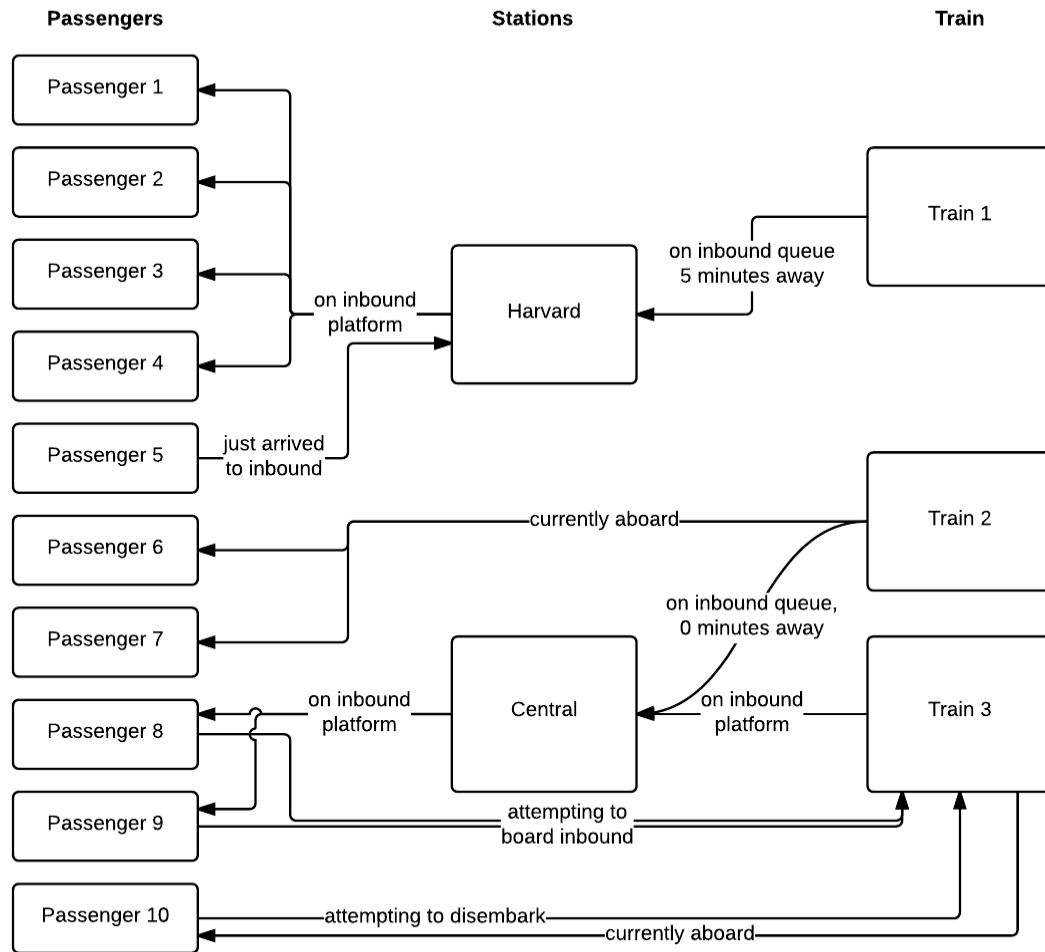 Passengers
Stations
Train
Passenger 1
Passenger 2
Train 1
on inbound queue
5 minutes away
Passenger 3
on inbound
platform
Harvard
Passenger 4
just arrived
to inbound
Passenger 5
Passenger 6
currently aboard
Train 2
on inbound queue,
0 minutes away
Passenger 7
on inbound
platform
Central
on inbound
platform
Train 3
Passenger 8
attempting to
board inbound
Passenger 9
Passenger 10
attempting to disembark
currently aboard